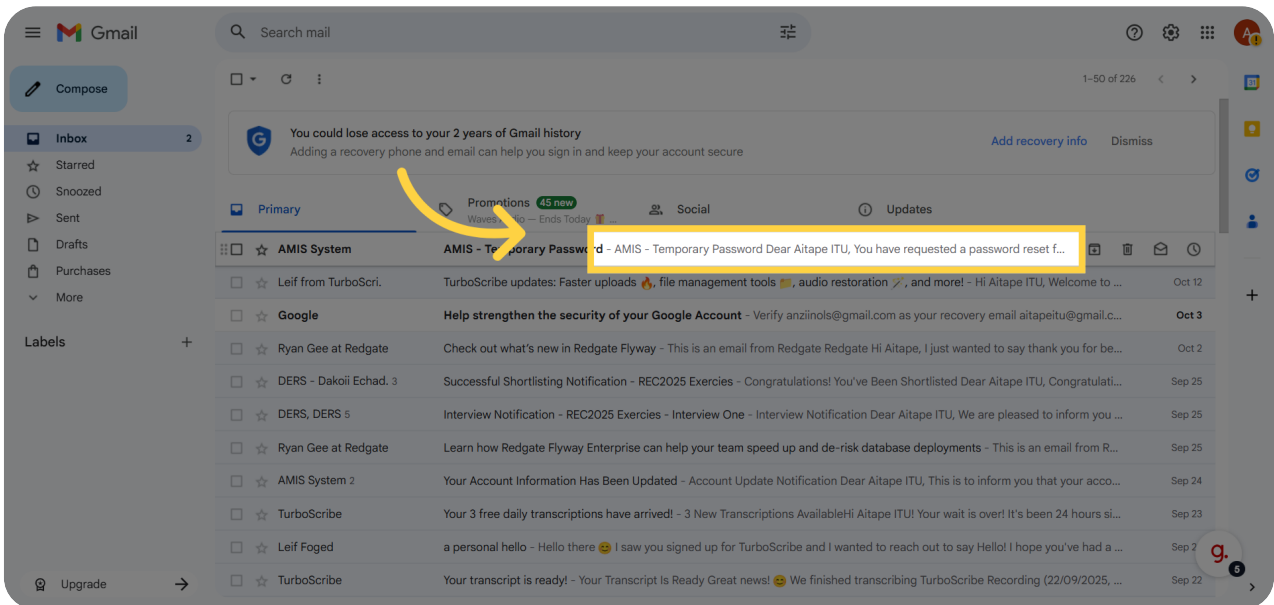 Gmail
Search mail
A
Compose
1–50 of 226
31
Inbox 2
Starred
Snoozed
Sent
Drafts
Purchases
More
Labels
Upgrade
G
You could lose access to your 2 years of Gmail history
Adding a recovery phone and email can help you sign in and keep your account secure
Add recovery info Dismiss
Primary
Promotions 45 new
Ends Today 🎁 ...
Social
Updates
AMIS System AMIS - Temporary Password - AMIS - Temporary Password Dear Aitape ITU, You have requested a password reset f...
Leif from TurboScri. TurboScribe updates: Faster uploads 🔥, file management tools 📁, audio restoration 🪄, and more! - Hi Aitape ITU, Welcome to ... Oct 12
Google Help strengthen the security of your Google Account - Verify anziinols@gmail.com as your recovery email aitapeitu@gmail.c... Oct 3
Ryan Gee at Redgate Check out what's new in Redgate Flyway - This is an email from Redgate Redgate Hi Aitape, I just wanted to say thank you for be... Oct 2
DERS - Dakoii Echad. 3 Successful Shortlisting Notification - REC2025 Exercies - Congratulations! You've Been Shortlisted Dear Aitape ITU, Congratulati... Sep 25
DERS, DERS 5 Interview Notification - REC2025 Exercies - Interview One - Interview Notification Dear Aitape ITU, We are pleased to inform you ... Sep 25
Ryan Gee at Redgate Learn how Redgate Flyway Enterprise can help your team speed up and de-risk database deployments - This is an email from R... Sep 25
AMIS System 2 Your Account Information Has Been Updated - Account Update Notification Dear Aitape ITU, This is to inform you that your acco... Sep 24
TurboScribe Your 3 free daily transcriptions have arrived! - 3 New Transcriptions AvailableHi Aitape ITU! Your wait is over! It's been 24 hours si... Sep 23
Leif Foged a personal hello - Hello there 😊 I saw you signed up for TurboScribe and I wanted to reach out to say Hello! I hope you've had a ... Sep
TurboScribe Your transcript is ready! - Your Transcript Is Ready Great news! 😊 We finished transcribing TurboScribe Recording (22/09/2025, ... Sep 22
g.
5